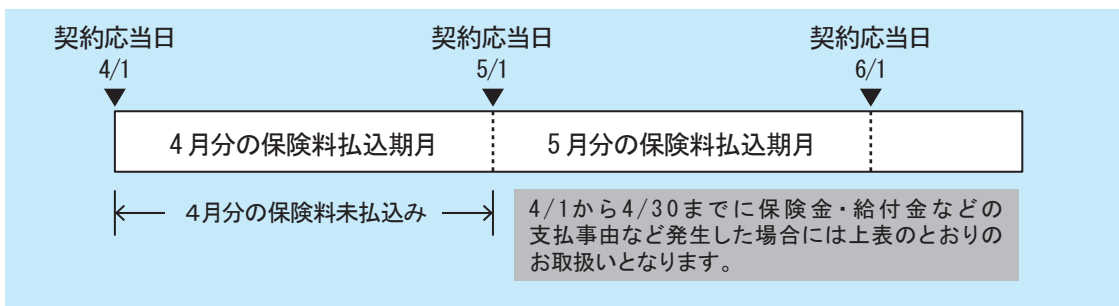 契約応当日 契約応当日 契約応当日
4/1 5/1 6/1
4月分の保険料払込期月 5月分の保険料払込期月
4月分の保険料未払込み
4/1から4/30までに保険金・給付金などの
支払事由など発生した場合には上表のとおりの
お取扱いとなります。